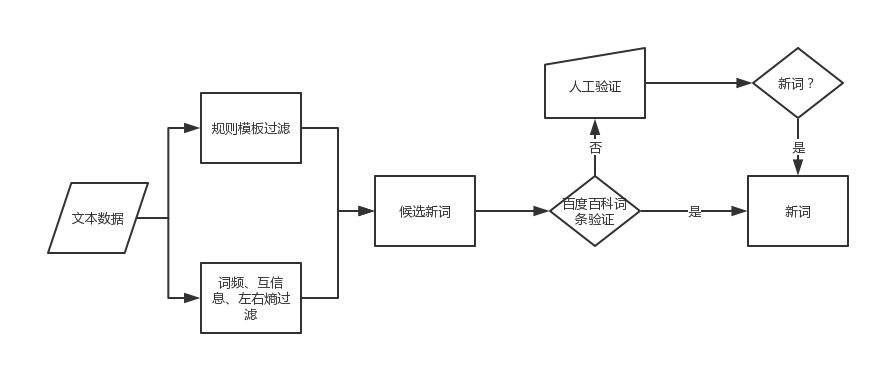 人工验证
新词？
规则模板过滤
否
是
文本数据
候选新词
百度百科词
条验证
是
新词
词频、互信
息、左右熵过
滤